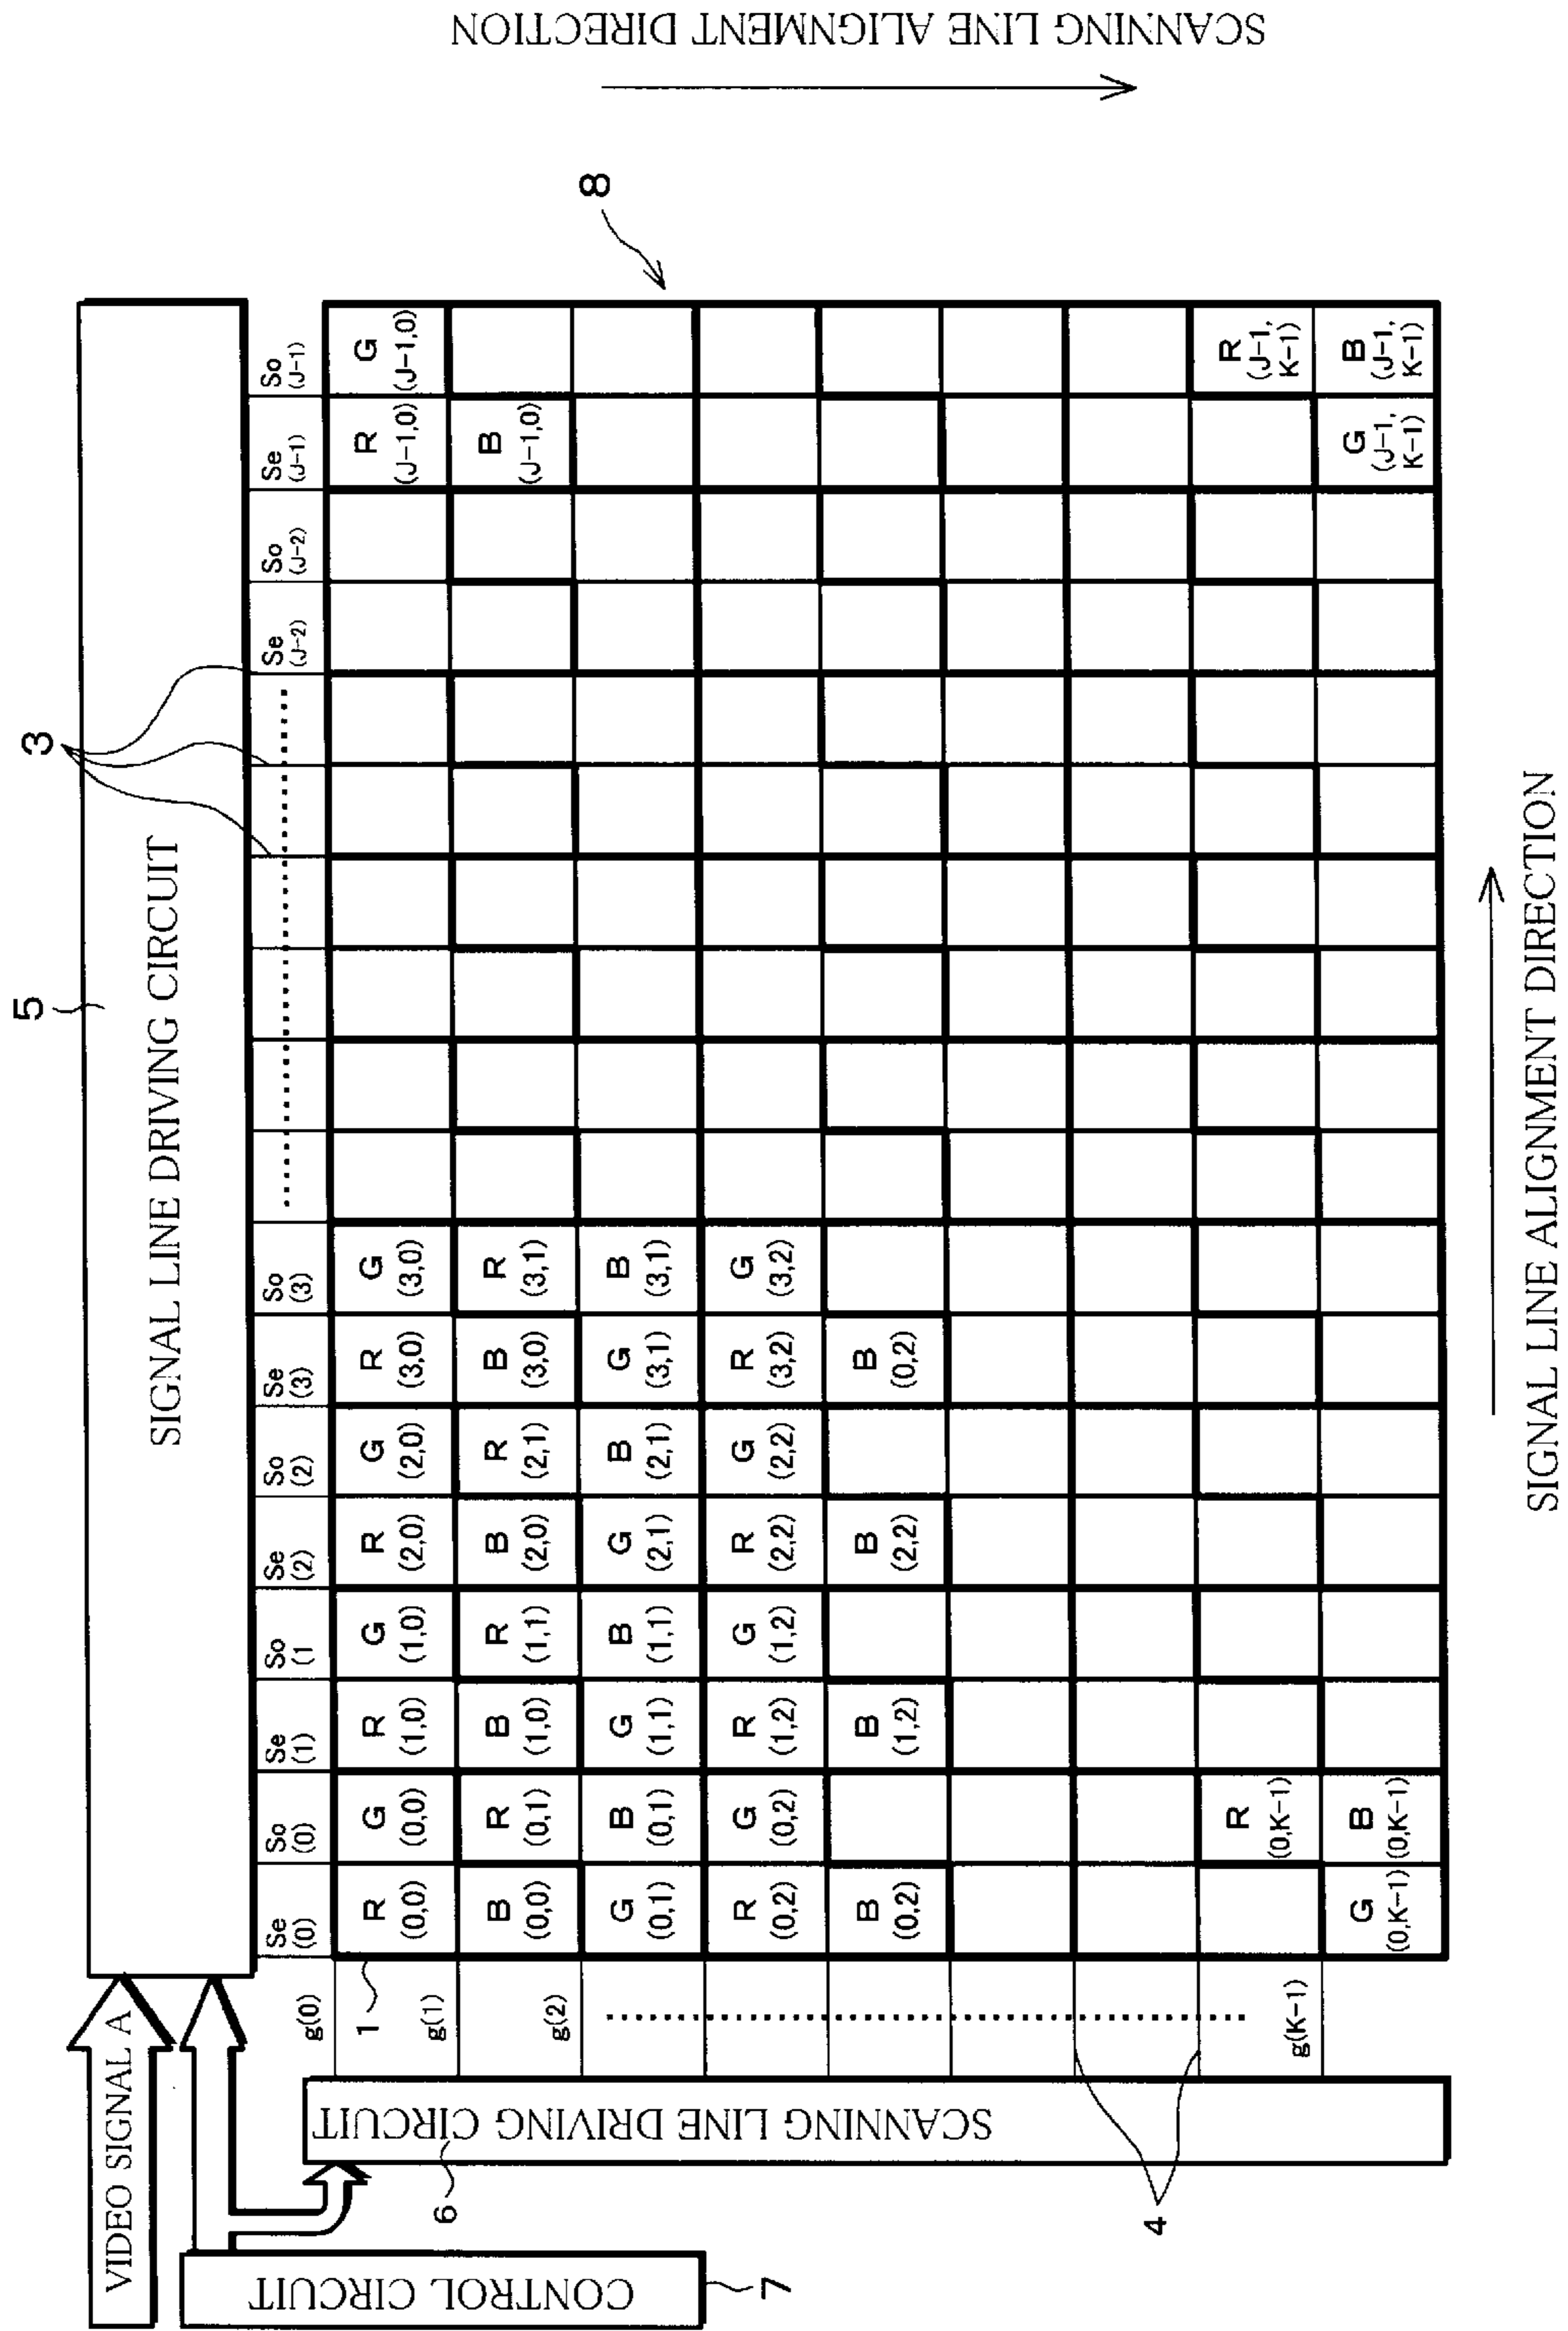 VIDEO SIGNAL A
5
SIGNAL LINE DRIVING CIRCUIT
3
CONTROL CIRCUIT
7
6
SCANNING LINE DRIVING CIRCUIT
4
8
Se So Se So Se So Se So ............ Se So Se So
(0) (0) (1) (1 (2) (2) (3) (3) (J-2) (J-2) (J-1) (J-1)
g(0)
1
R G R G R G R G R G
(0,0) (0,0) (1,0) (1,0) (2,0) (2,0) (3,0) (3,0) (J-1,0) (J-1,0)
g(1)
B R B R B R B R B
(0,0) (0,1) (1,0) (1,1) (2,0) (2,1) (3,0) (3,1) (J-1,0)
g(2)
G B G B G B G B
(0,1) (0,1) (1,1) (1,1) (2,1) (2,1) (3,1) (3,1)
R G R G R G R G
(0,2) (0,2) (1,2) (1,2) (2,2) (2,2) (3,2) (3,2)
B B B B
(0,2) (1,2) (2,2) (0,2)
R R
(0,K-1) (J-1, K-1)
g(K-1)
G B G B
(0,K-1) (0,K-1) (J-1, K-1) (J-1, K-1)
SCANNING LINE ALIGNMENT DIRECTION
SIGNAL LINE ALIGNMENT DIRECTION